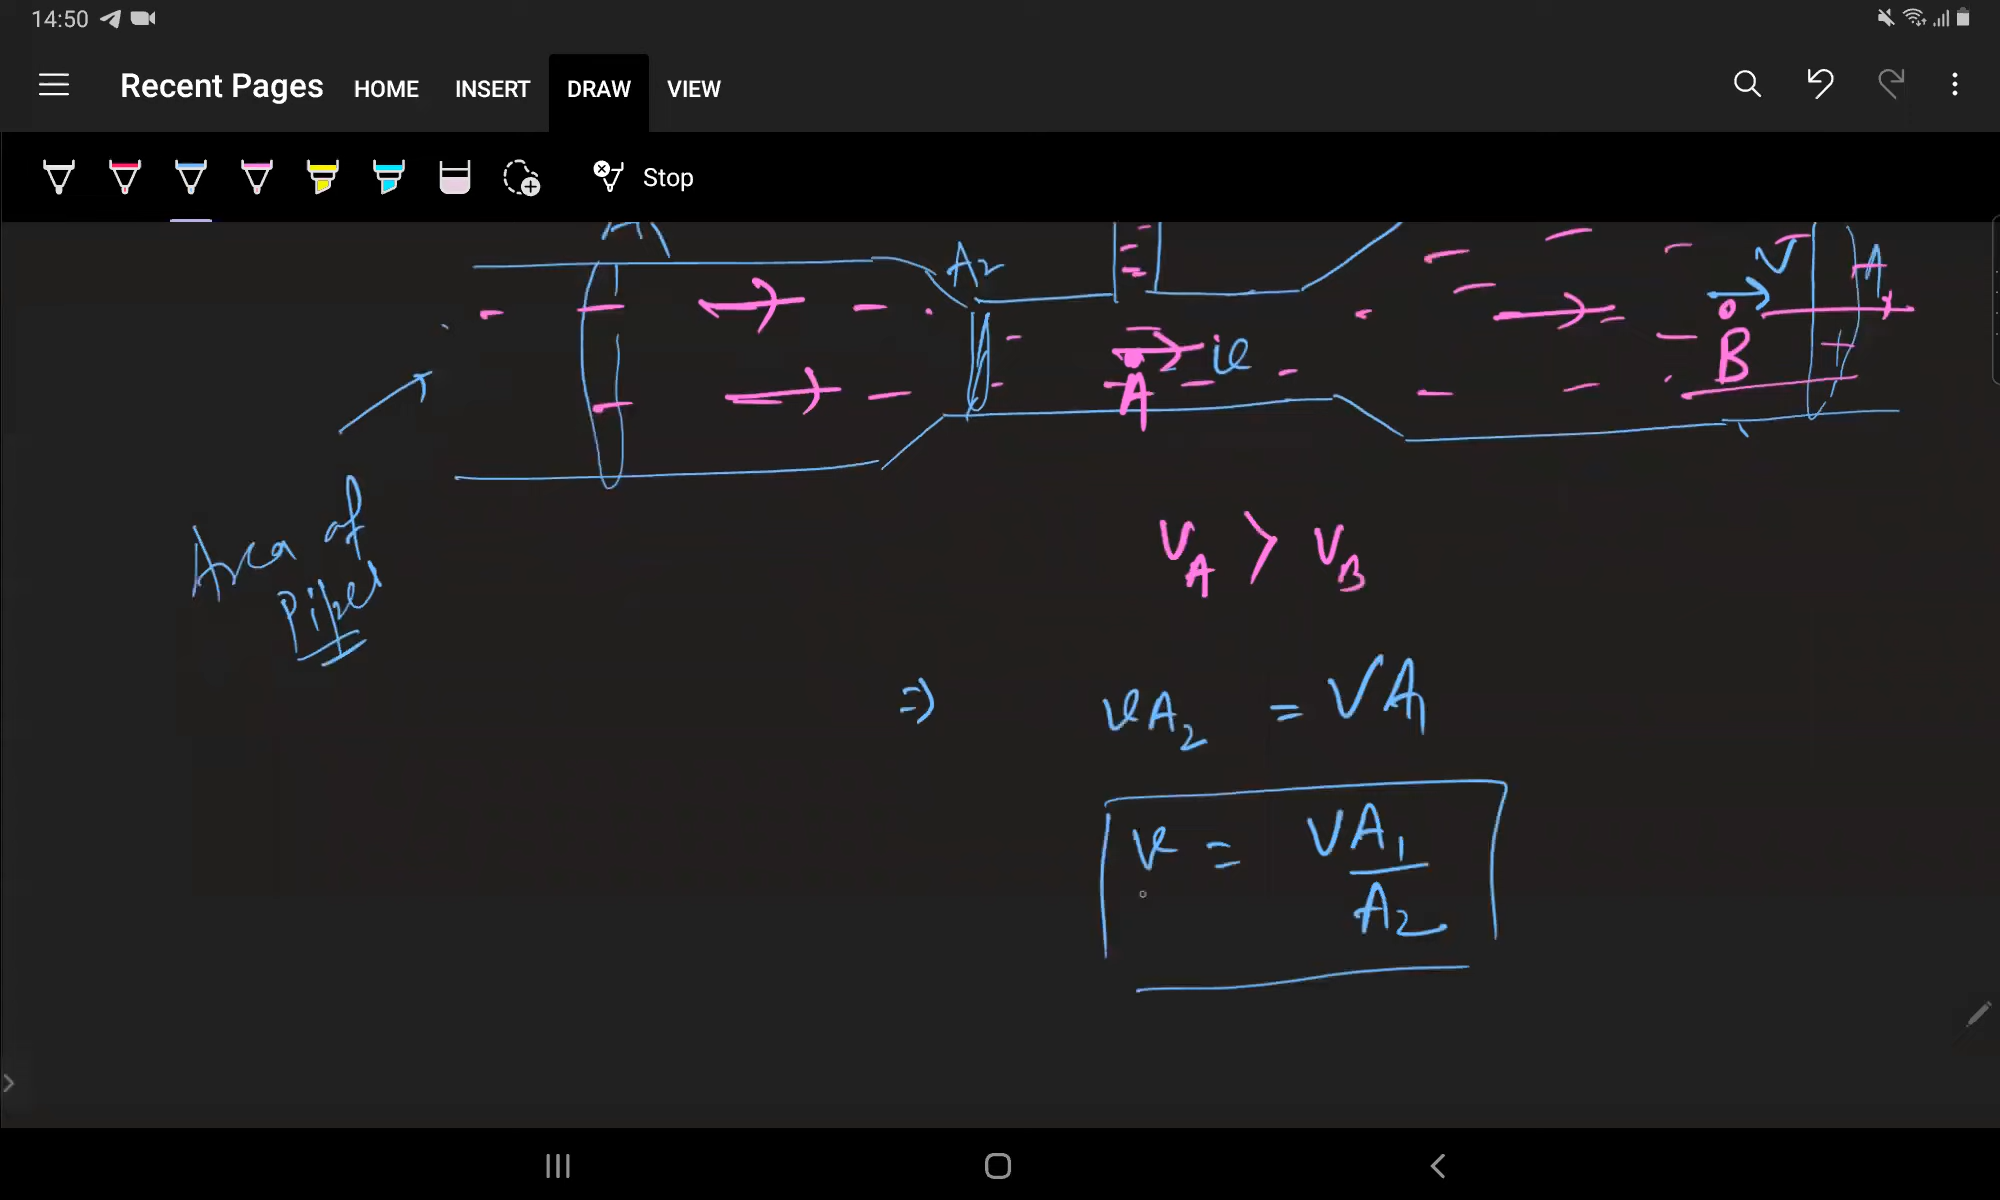 14:50
Recent Pages HOME INSERT DRAW VIEW
Stop
A1
A2
V
A
A
B
Area of
Pipe
VA > VB
⇒ vA2 = VA1
v = VA1/A2